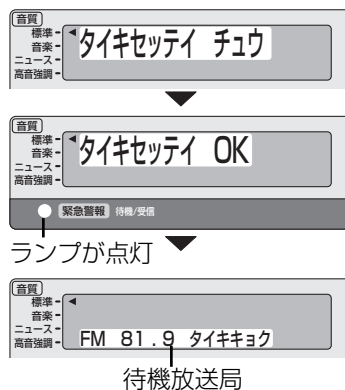 音質
標準
音楽
ニュース
高音強調
タイキセッテイ チュウ
音質
標準
音楽
ニュース
高音強調
タイキセッテイ OK
緊急警報 待機/受信
ランプが点灯
音質
標準
音楽
ニュース
高音強調
FM 81.9 タイキキョク
待機放送局